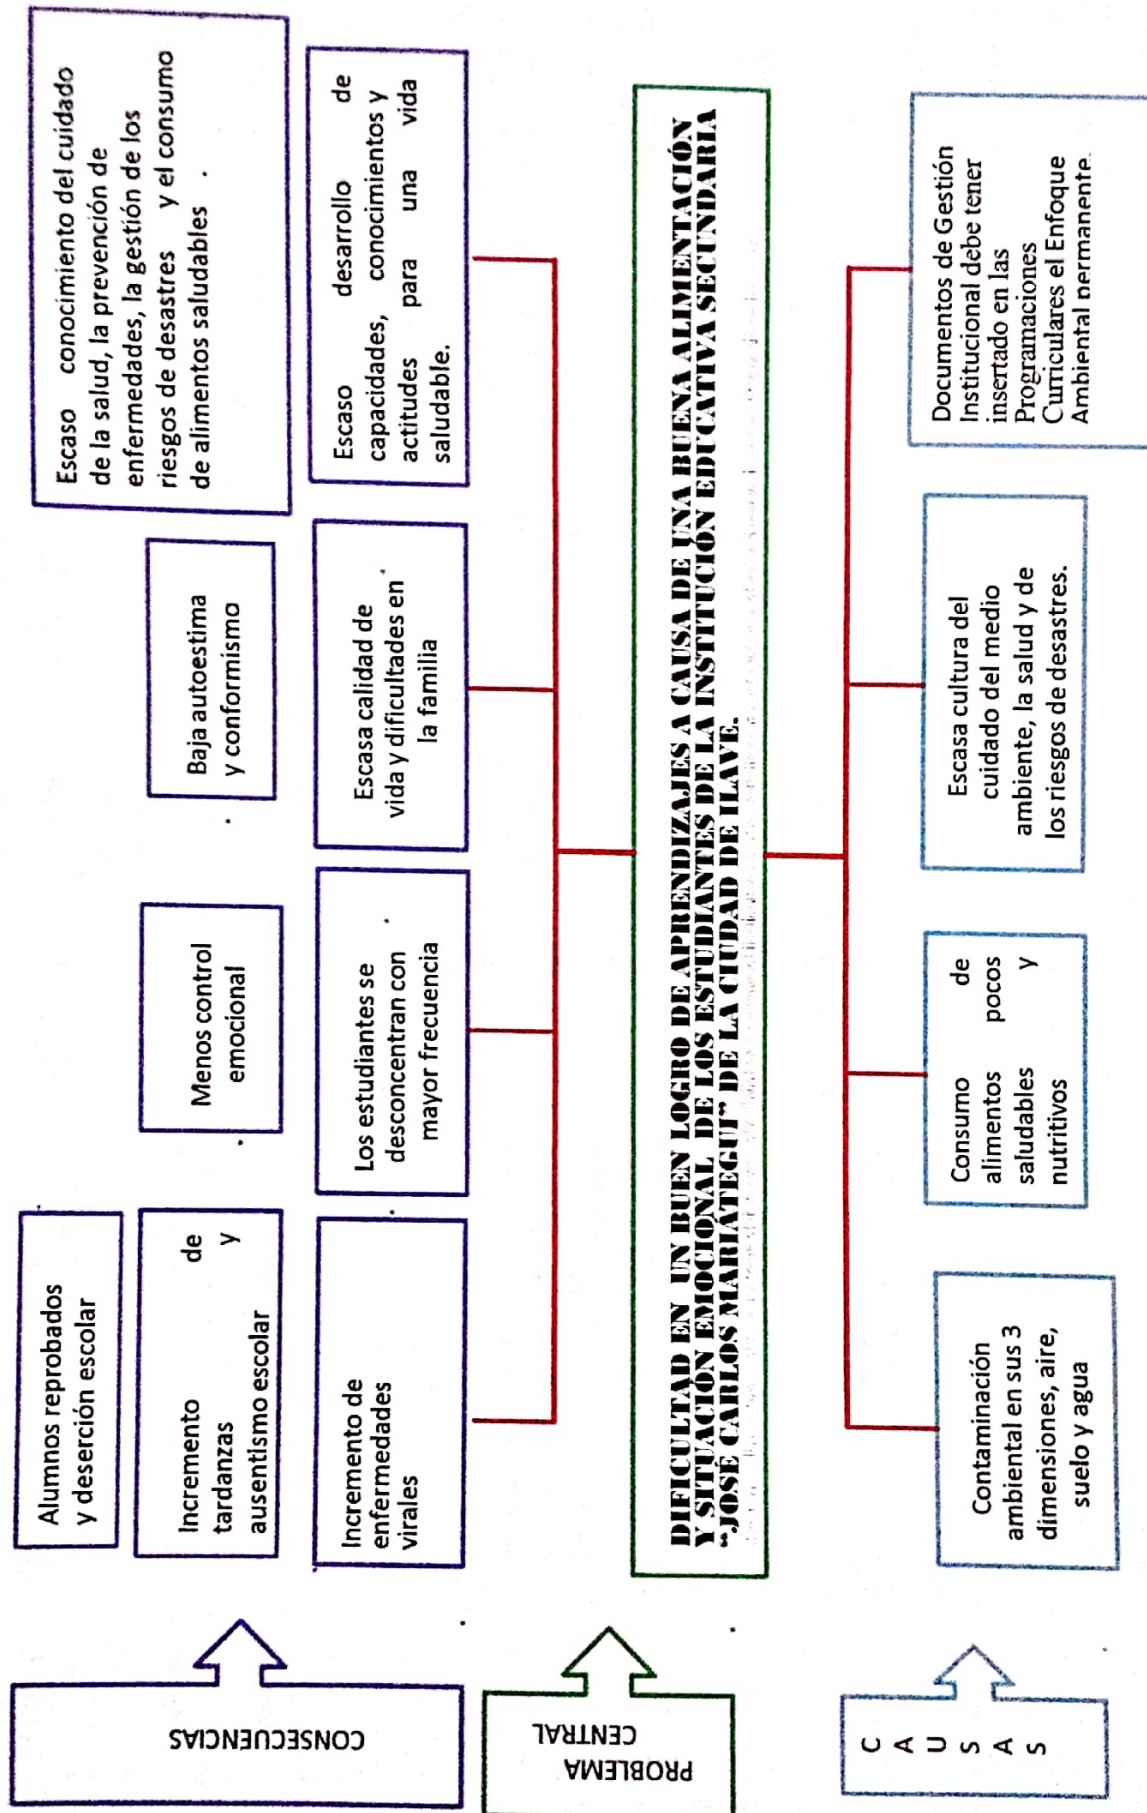 CONSECUENCIAS
Alumnos reprobados
y deserción escolar
Incremento de
tardanzas y
ausentismo escolar
Menos control
emocional
Baja autoestima
y conformismo
Escaso conocimiento del cuidado
de la salud, la prevención de
enfermedades, la gestión de los
riesgos de desastres y el consumo
de alimentos saludables .
Incremento de
enfermedades
virales
Los estudiantes se
desconcentran con
mayor frecuencia
Escasa calidad de
vida y dificultades en
la familia
Escaso desarrollo de
capacidades, conocimientos y
actitudes para una vida
saludable.
PROBLEMA
CENTRAL
DIFICULTAD EN UN BUEN LOGRO DE APRENDIZAJES A CAUSA DE UNA BUENA ALIMENTACIÓN
Y SITUACIÓN EMOCIONAL DE LOS ESTUDIANTES DE LA INSTITUCIÓN EDUCATIVA SECUNDARIA
“JOSÉ CARLOS MARIÁTEGUI” DE LA CIUDAD DE ILAVE.
C
A
U
S
A
S
Contaminación
ambiental en sus 3
dimensiones, aire,
suelo y agua
Consumo de
alimentos pocos
saludables y
nutritivos
Escasa cultura del
cuidado del medio
ambiente, la salud y de
los riesgos de desastres.
Documentos de Gestión
Institucional debe tener
insertado en las
Programaciones
Curriculares el Enfoque
Ambiental permanente.